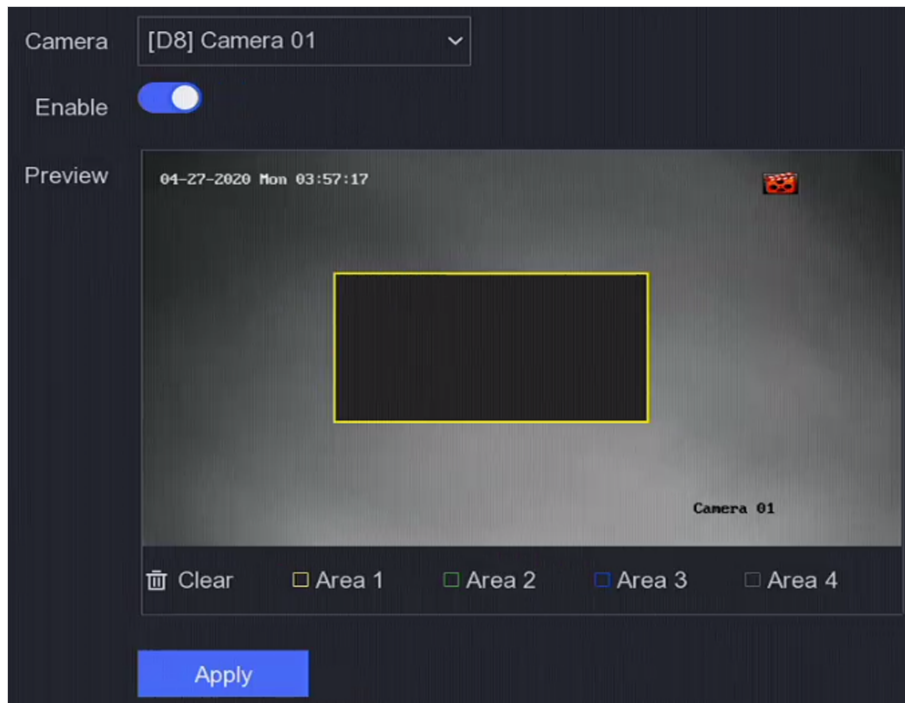 Camera [D8] Camera 01
Enable
Preview
04-27-2020 Mon 03:57:17
Camera 01
Clear Area 1 Area 2 Area 3 Area 4
Apply